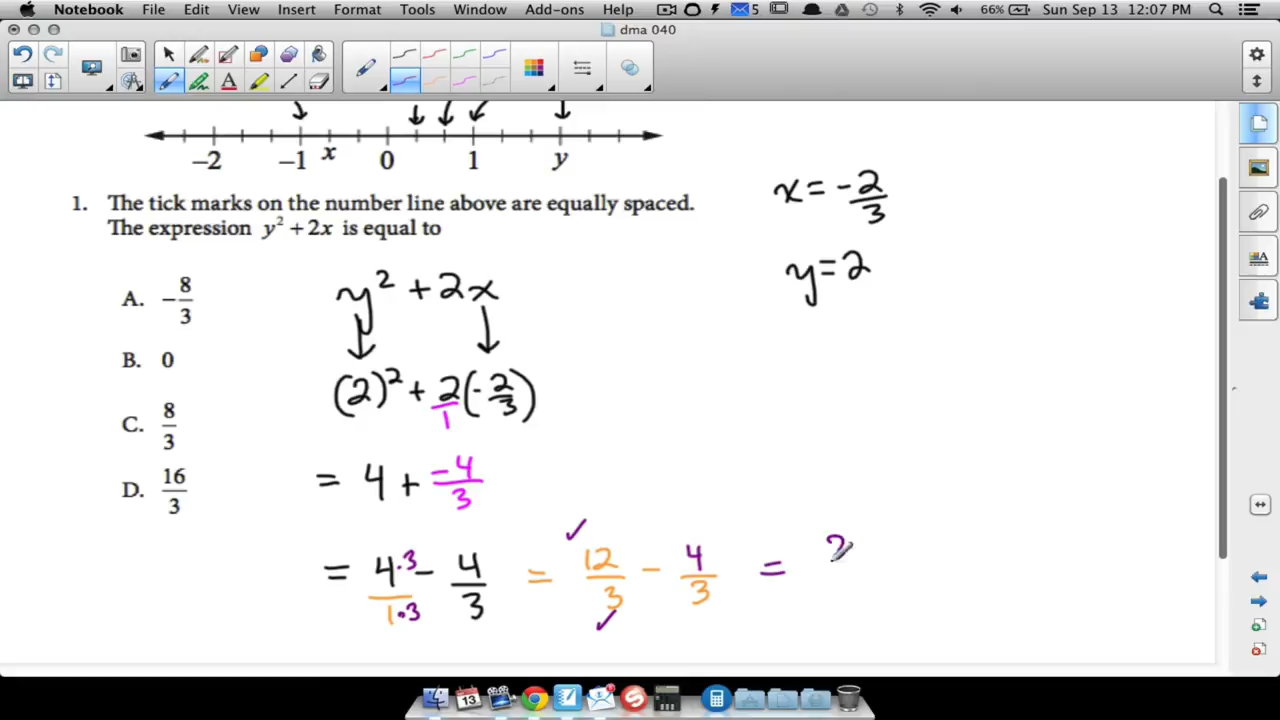 Notebook File Edit View Insert Format Tools Add-ons Help 5 66% Sun Sep 13 12:07 PM
dma 040
−2 −1 x 0 1 y
1. The tick marks on the number line above are equally spaced.
The expression y² + 2x is equal to
x = -2/3
y = 2
A. −8/3
B. 0
C. 8/3
D. 16/3
y² + 2x
(2)² + 2/1(-2/3)
= 4 + -4/3
= 4·3/1·3 - 4/3 = 12/3 - 4/3 =
13